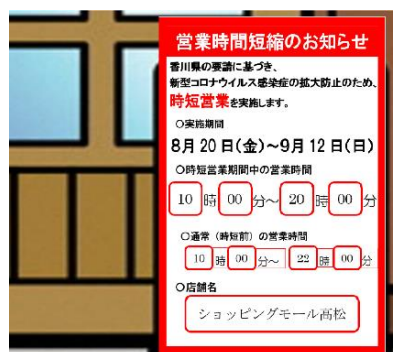 営業時間短縮のお知らせ
香川県の要請に基づき、
新型コロナウイルス感染症の拡大防止のため、
時短営業を実施します。
○実施期間
8月20日(金)~9月12日(日)
○時短営業期間中の営業時間
10時00分~20時00分
○通常(時短前)の営業時間
10時00分~22時00分
○店舗名
ショッピングモール高松